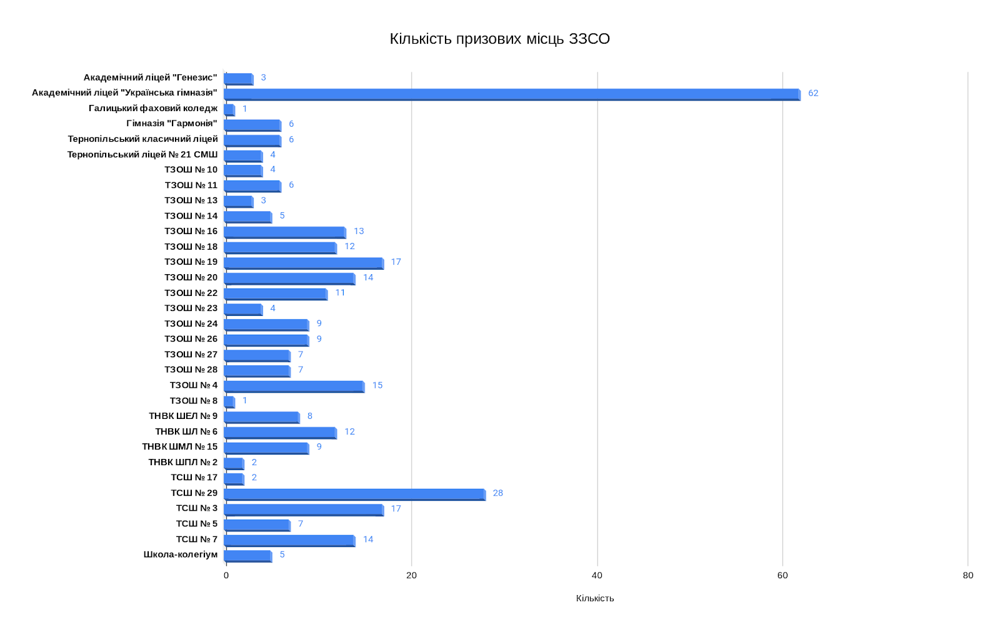 Кількість призових місць ЗЗСО
Академічний ліцей "Генезис" 3
Академічний ліцей "Українська гімназія" 62
Галицький фаховий коледж 1
Гімназія "Гармонія" 6
Тернопільський класичний ліцей 6
Тернопільський ліцей № 21 СМШ 4
ТЗОШ № 10 4
ТЗОШ № 11 6
ТЗОШ № 13 3
ТЗОШ № 14 5
ТЗОШ № 16 13
ТЗОШ № 18 12
ТЗОШ № 19 17
ТЗОШ № 20 14
ТЗОШ № 22 11
ТЗОШ № 23 4
ТЗОШ № 24 9
ТЗОШ № 26 9
ТЗОШ № 27 7
ТЗОШ № 28 7
ТЗОШ № 4 15
ТЗОШ № 8 1
ТНВК ШЕЛ № 9 8
ТНВК ШЛ № 6 12
ТНВК ШМЛ № 15 9
ТНВК ШПЛ № 2 2
ТСШ № 17 2
ТСШ № 29 28
ТСШ № 3 17
ТСШ № 5 7
ТСШ № 7 14
Школа-колегіум 5
0 20 40 60 80
Кількість